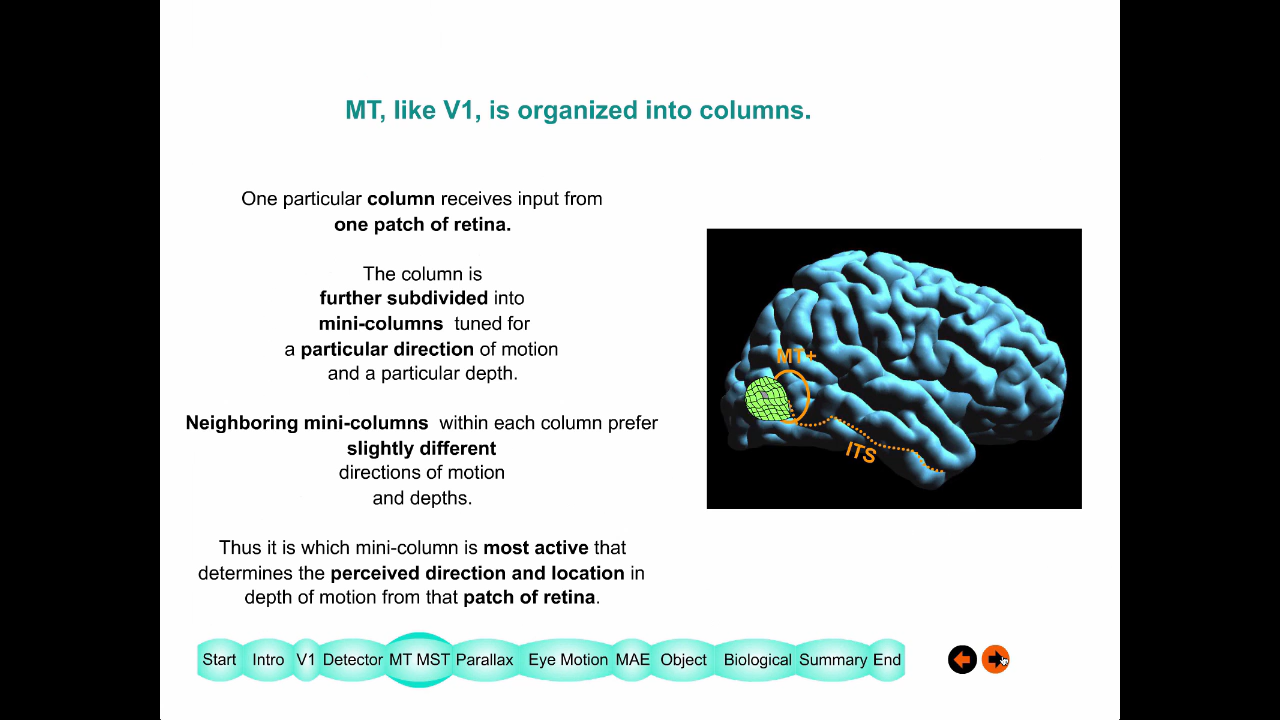 MT, like V1, is organized into columns.
One particular column receives input from
one patch of retina.
The column is
further subdivided into
mini-columns tuned for
a particular direction of motion
and a particular depth.
Neighboring mini-columns within each column prefer
slightly different
directions of motion
and depths.
Thus it is which mini-column is most active that
determines the perceived direction and location in
depth of motion from that patch of retina.
MT+
ITS
Start Intro V1 Detector MT MST Parallax Eye Motion MAE Object Biological Summary End